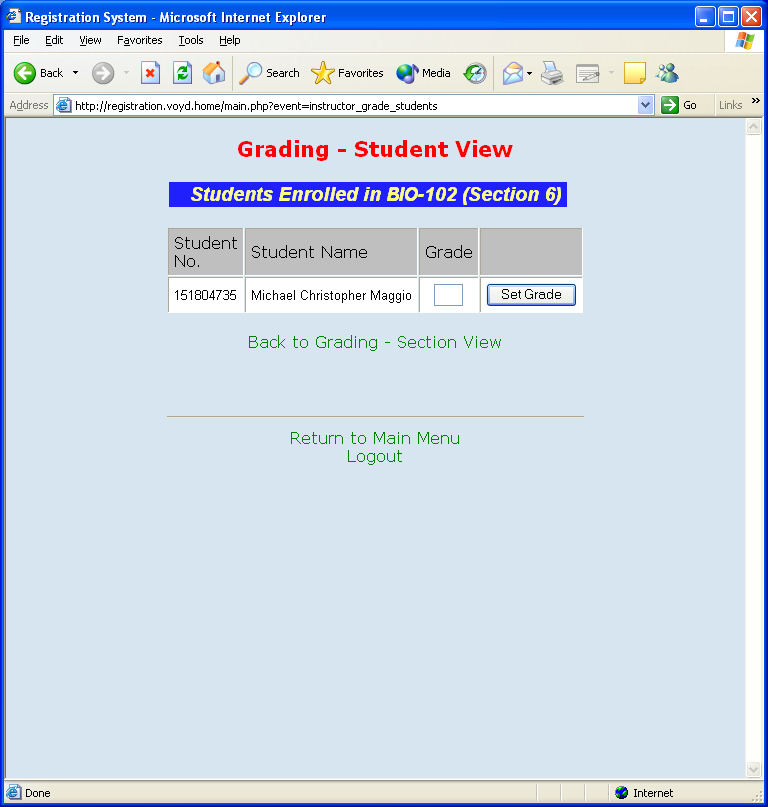 Registration System - Microsoft Internet Explorer
File Edit View Favorites Tools Help
Back Search Favorites Media
Address http://registration.voyd.home/main.php?event=instructor_grade_students Go Links »
Grading - Student View
Students Enrolled in BIO-102 (Section 6)
Student No. Student Name Grade
151804735 Michael Christopher Maggio Set Grade
Back to Grading - Section View
Return to Main Menu
Logout
Done Internet